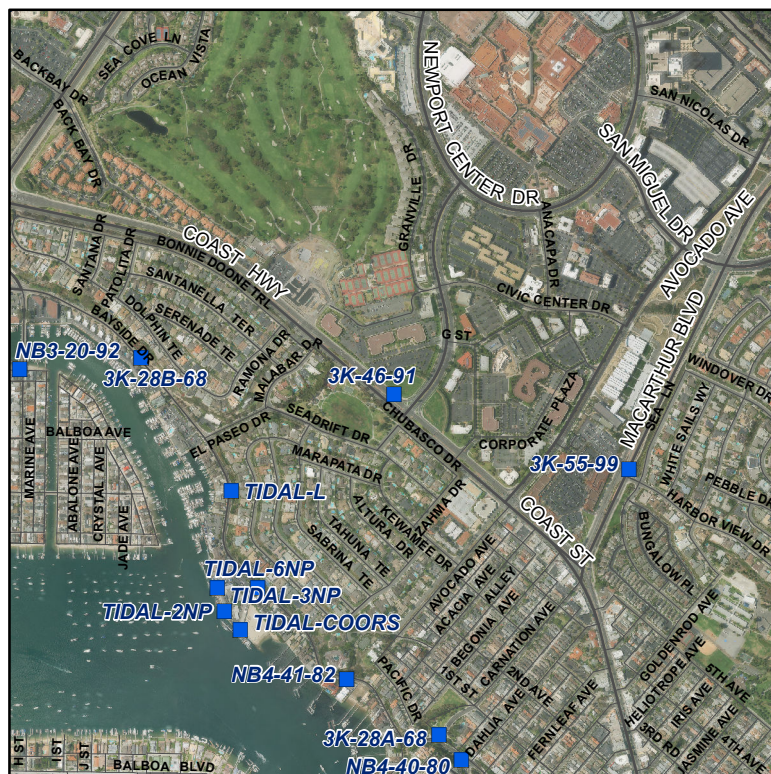 SEA COVE LN
OCEAN VISTA
BACKBAY DR
BACK BAY DR
NEWPORT CENTER DR
SAN NICOLAS DR
SAN MIGUEL DR
AVOCADO AVE
GRANVILLE DR
ANACAPA DR
CIVIC CENTER DR
MACARTHUR BLVD
COAST HWY
BONNIE DOONE TRL
SANTANA DR
PATOLITA DR
SANTANELLA TER
SERENADE TE
DOLPHIN TE
BAYSIDE DR
RAMONA DR
MALABAR DR
G ST
NB3-20-92
3K-28B-68
3K-46-91
CHUBASCO DR
CORPORATE PLAZA
SEA LN
WINDOVER DR
WHITE SAILS WY
3K-55-99
PEBBLE DR
HARBOR VIEW DR
BUNGALOW PL
MARINE AVE
BALBOA AVE
ABALONE AVE
CRYSTAL AVE
JADE AVE
EL PASEO DR
SEADRIFT DR
MARAPATA DR
ZAHMA DR
KEWAMEE DR
ALTURA DR
TAHUNA TE
SABRINA TE
COAST ST
TIDAL-L
TIDAL-6NP
TIDAL-3NP
TIDAL-2NP
TIDAL-COORS
AVOCADO AVE
ACACIA AVE
ALLEY
BEGONIA AVE
CARNATION AVE
1ST ST
2ND AVE
DAHLIA AVE
FERNLEAF AVE
GOLDENROD AVE
HELIOTROPE AVE
5TH AVE
IRIS AVE
3RD RD
4TH AVE
JASMINE AVE
NB4-41-82
PACIFIC DR
3K-28A-68
NB4-40-80
H ST
I ST
J ST
BALBOA BLVD